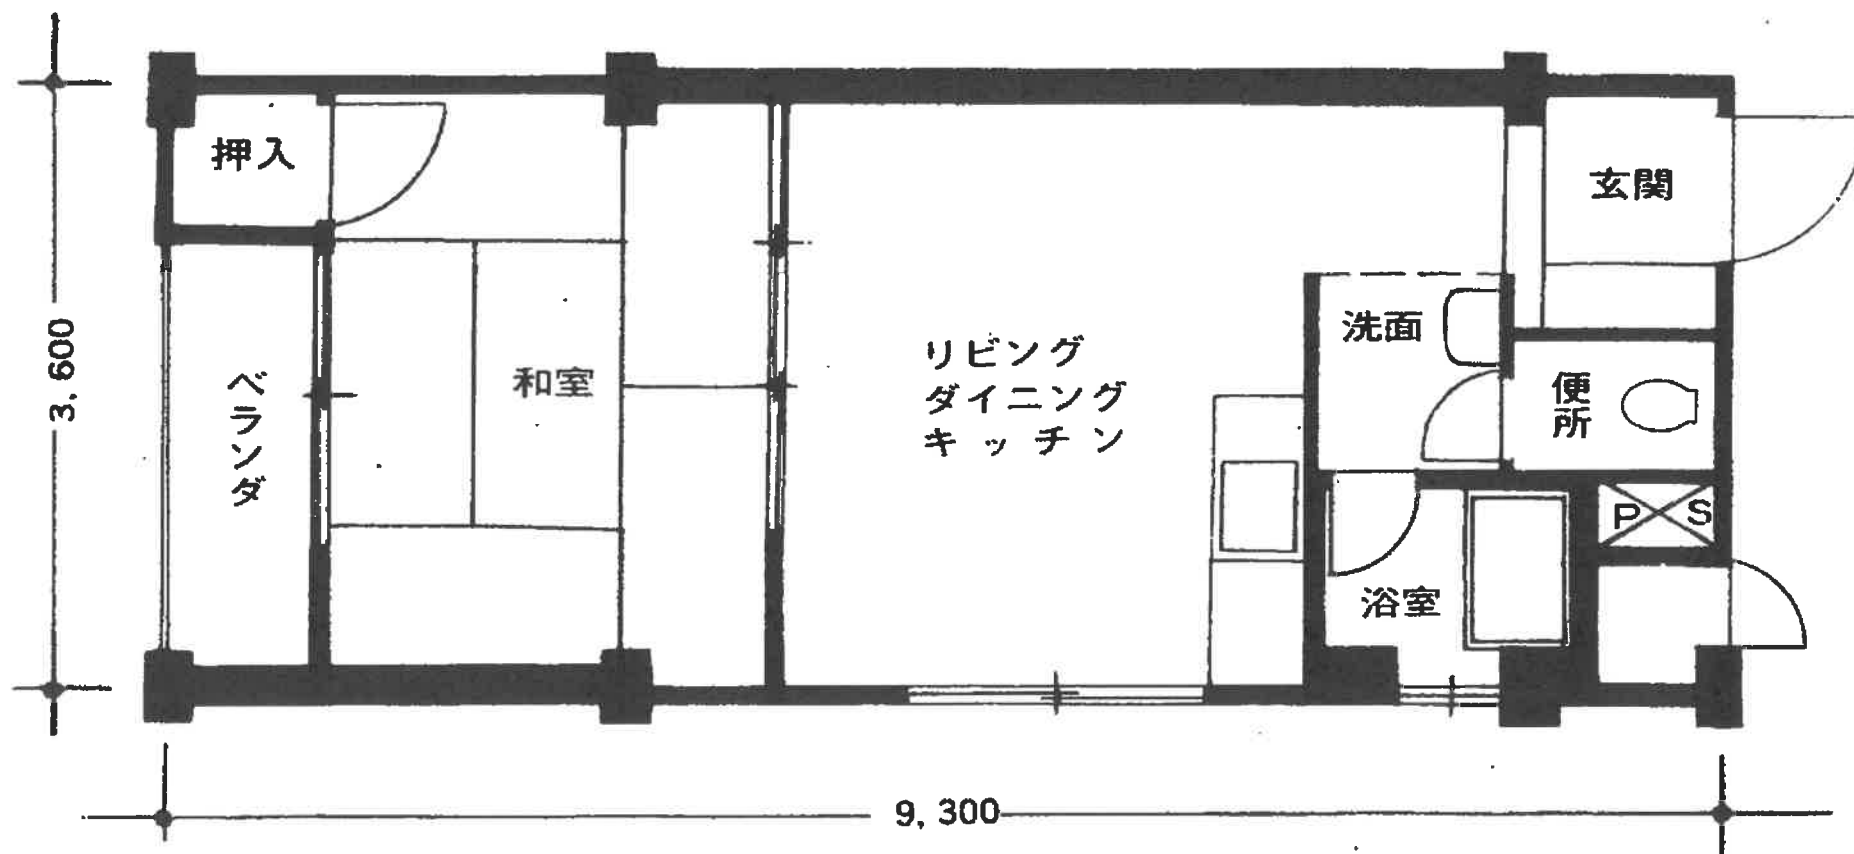 押入
玄関
3,600
ベランダ
和室
リビング
ダイニング
キッチン
洗面
便所
PS
浴室
9,300